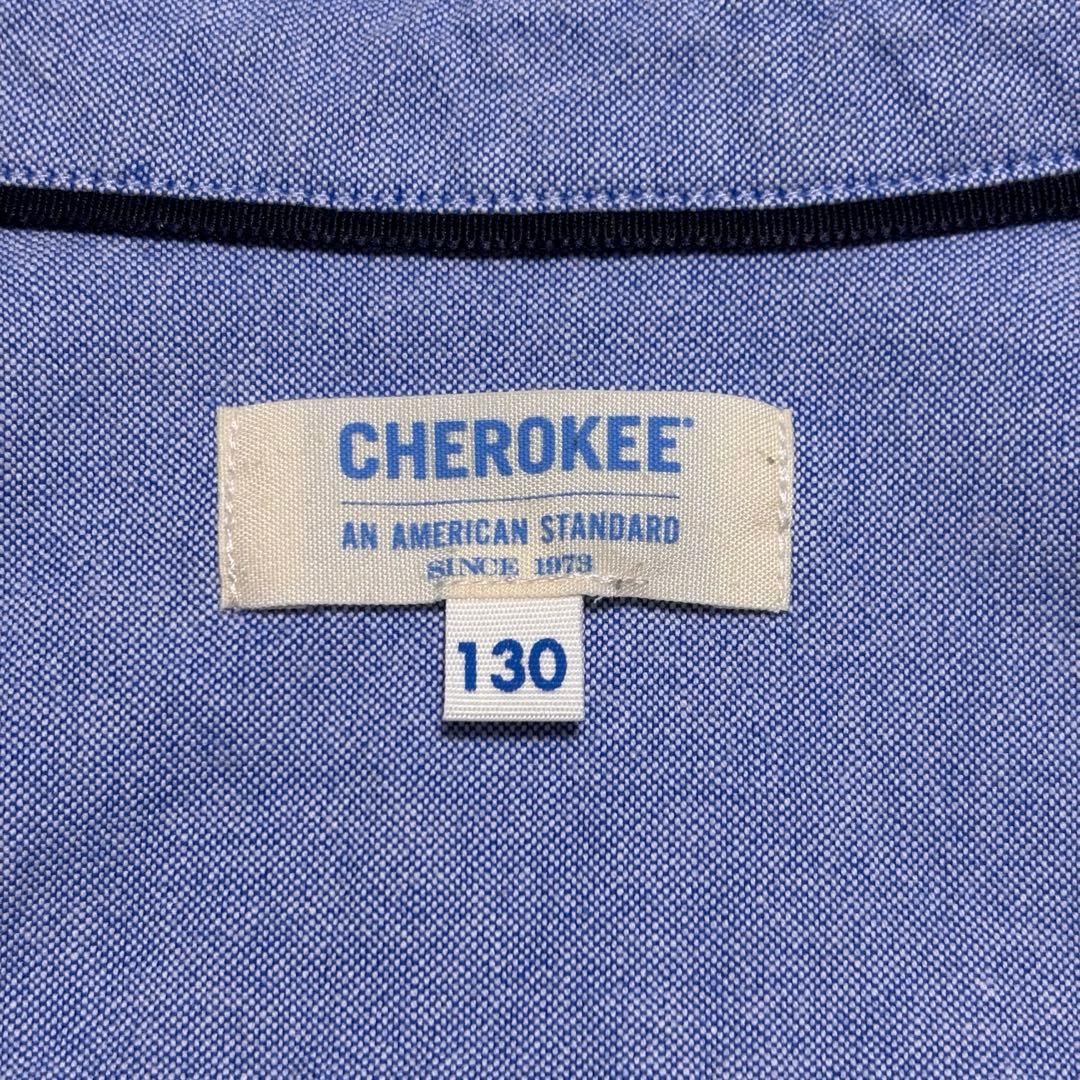 CHEROKEE
AN AMERICAN STANDARD
SINCE 1973
130